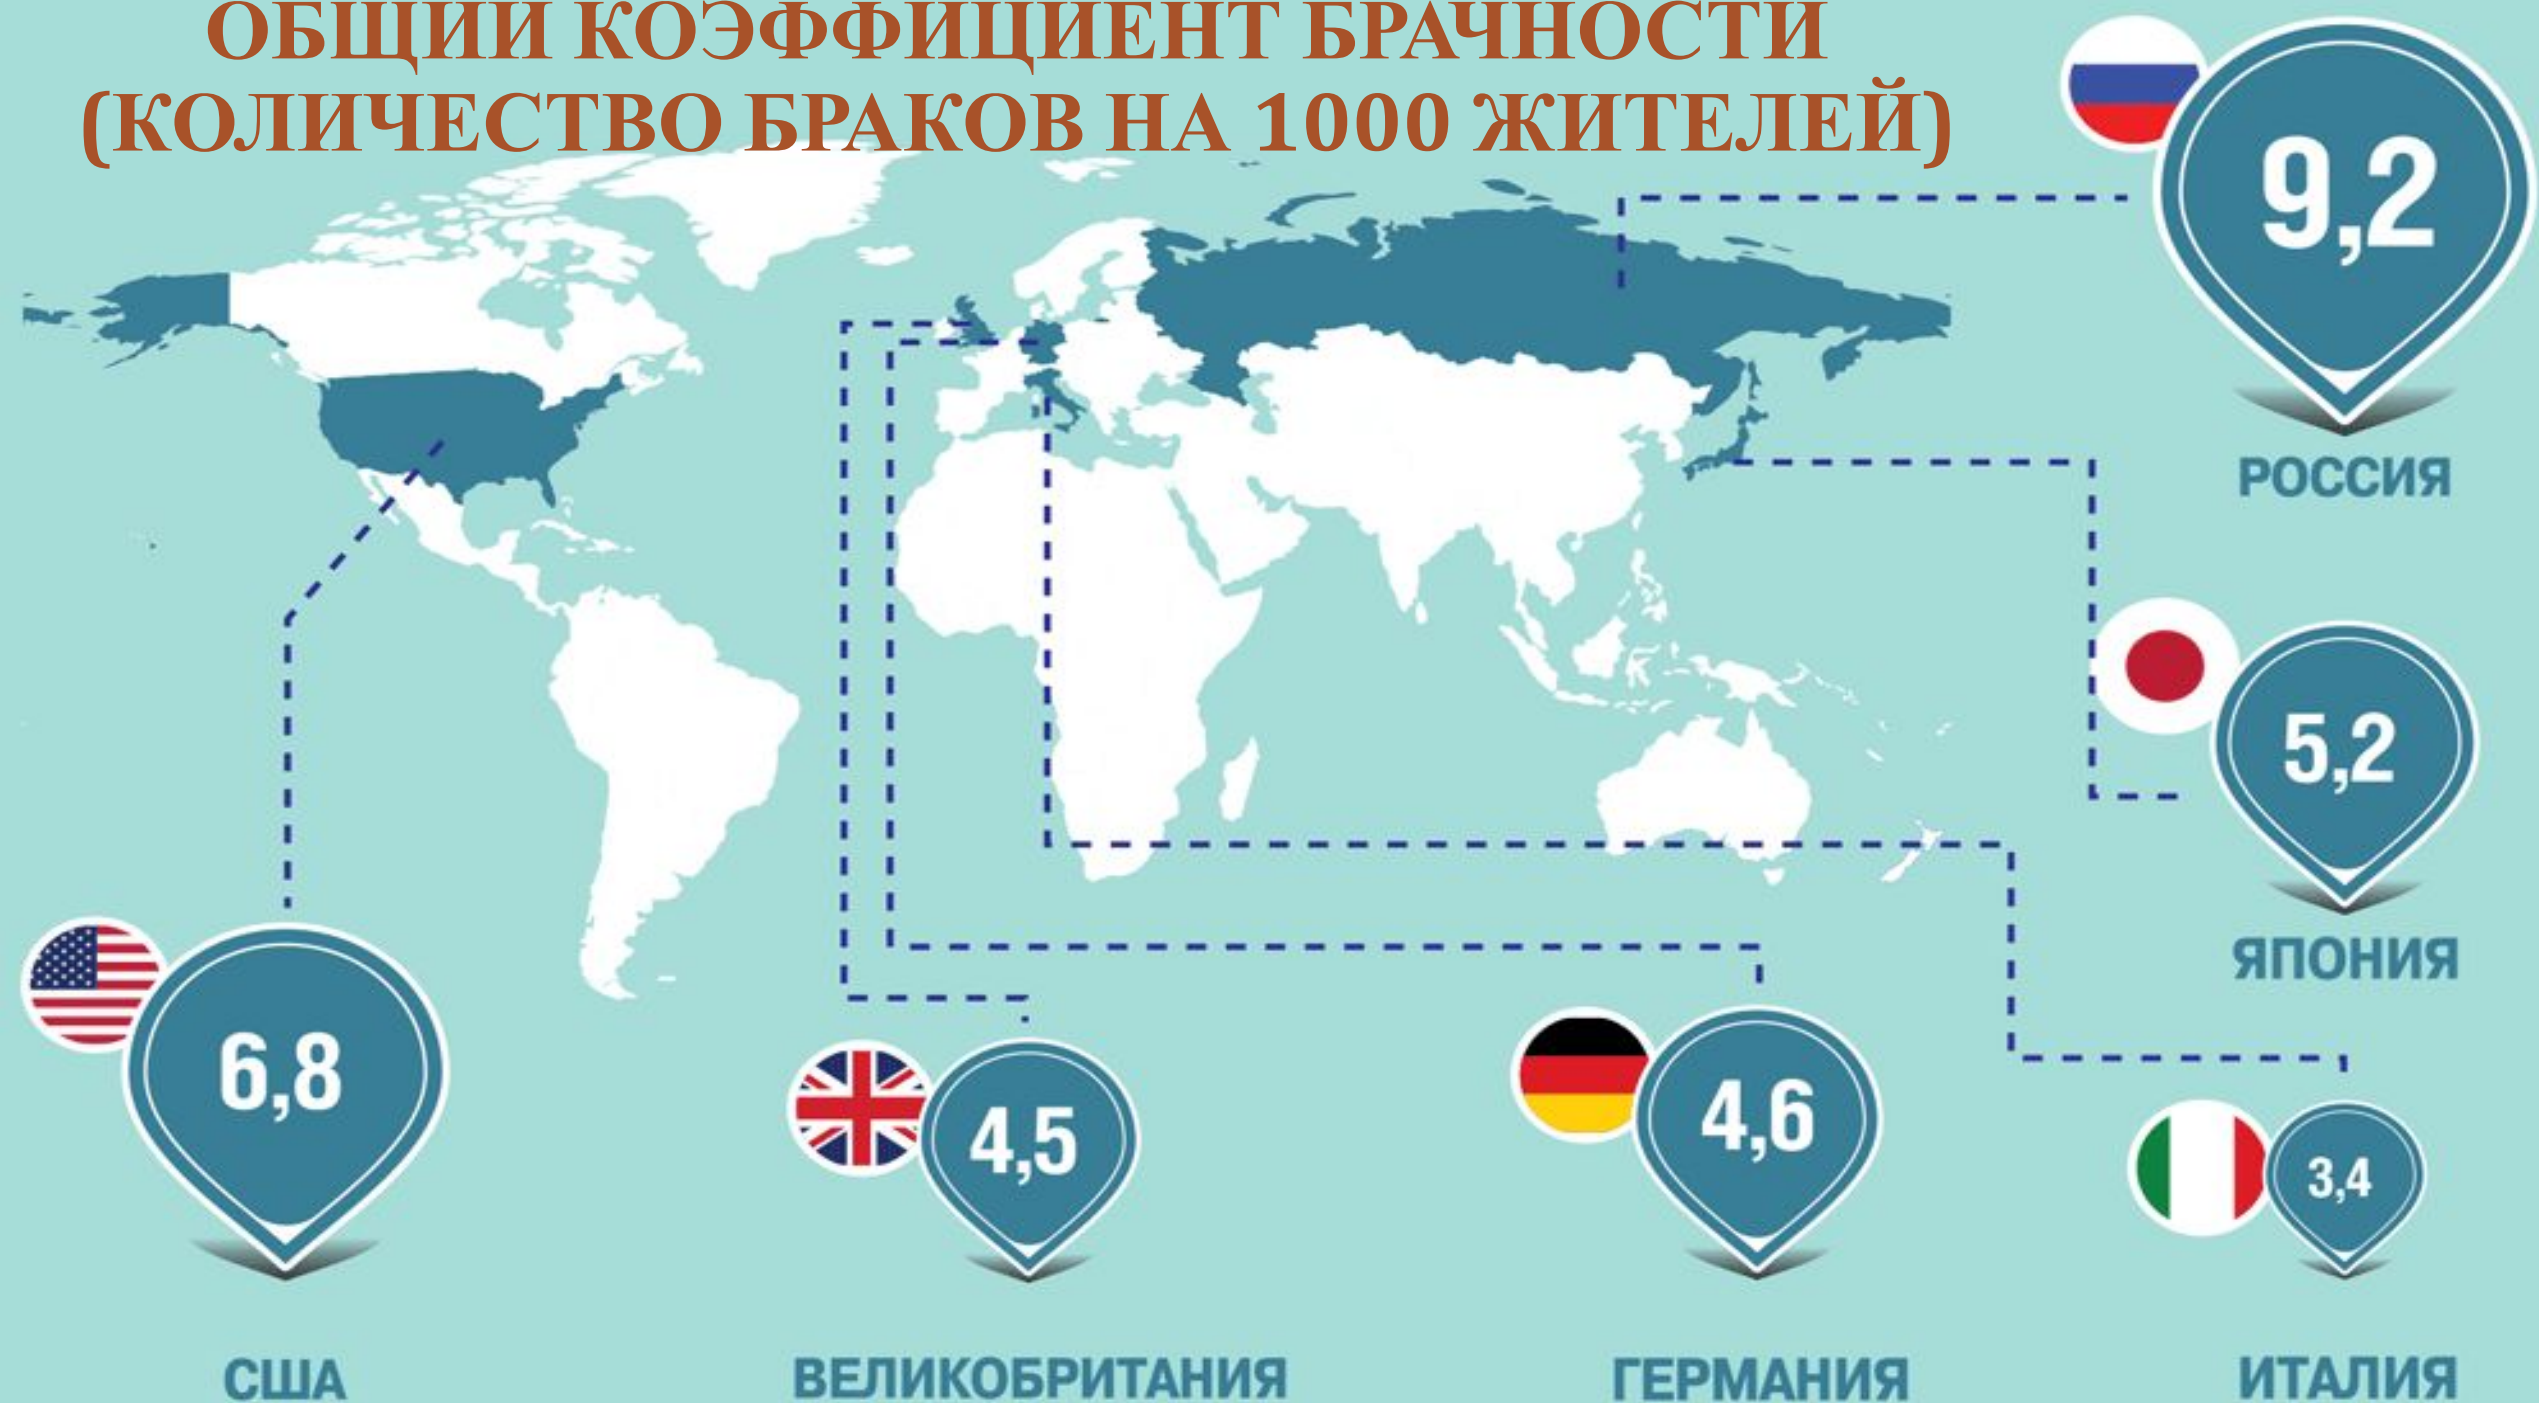 ОБЩИЙ КОЭФФИЦИЕНТ БРАЧНОСТИ
(КОЛИЧЕСТВО БРАКОВ НА 1000 ЖИТЕЛЕЙ)
9,2
РОССИЯ
5,2
ЯПОНИЯ
6,8
США
4,5
ВЕЛИКОБРИТАНИЯ
4,6
ГЕРМАНИЯ
3,4
ИТАЛИЯ